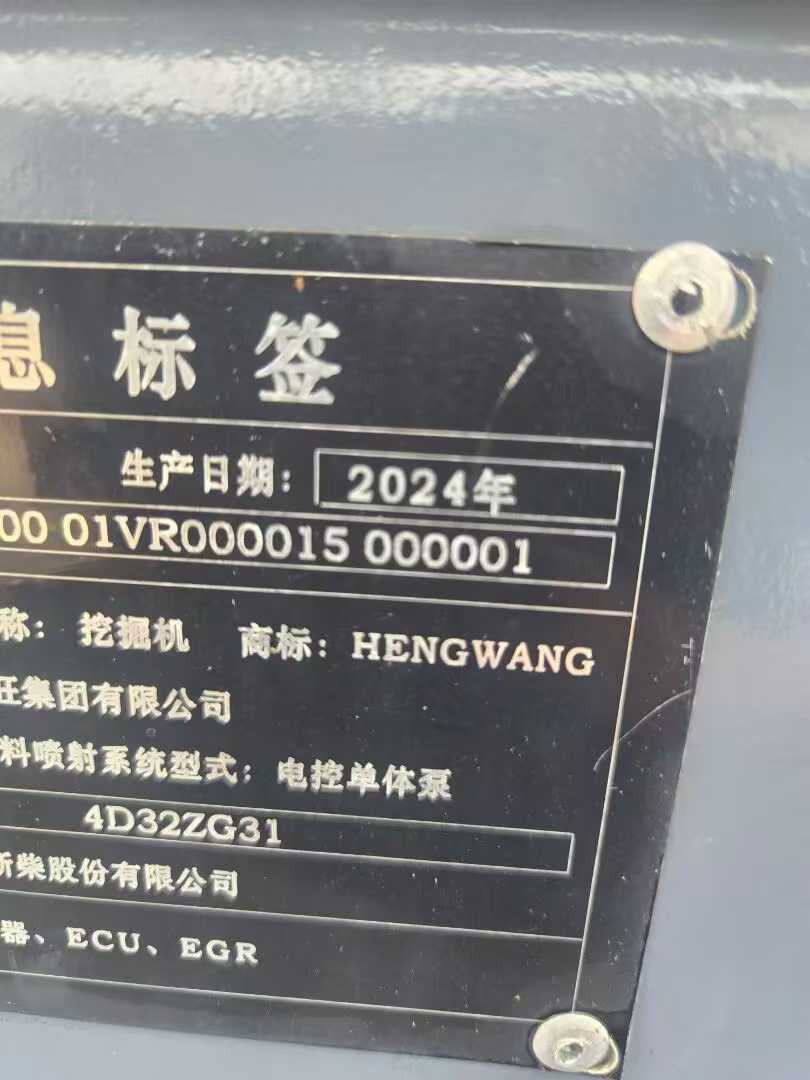 息标签
生产日期: 2024年
00 01VR000015 000001
称: 挖掘机 商标: HENGWANG
旺集团有限公司
料喷射系统型式: 电控单体泵
4D32ZG31
新柴股份有限公司
器、ECU、EGR